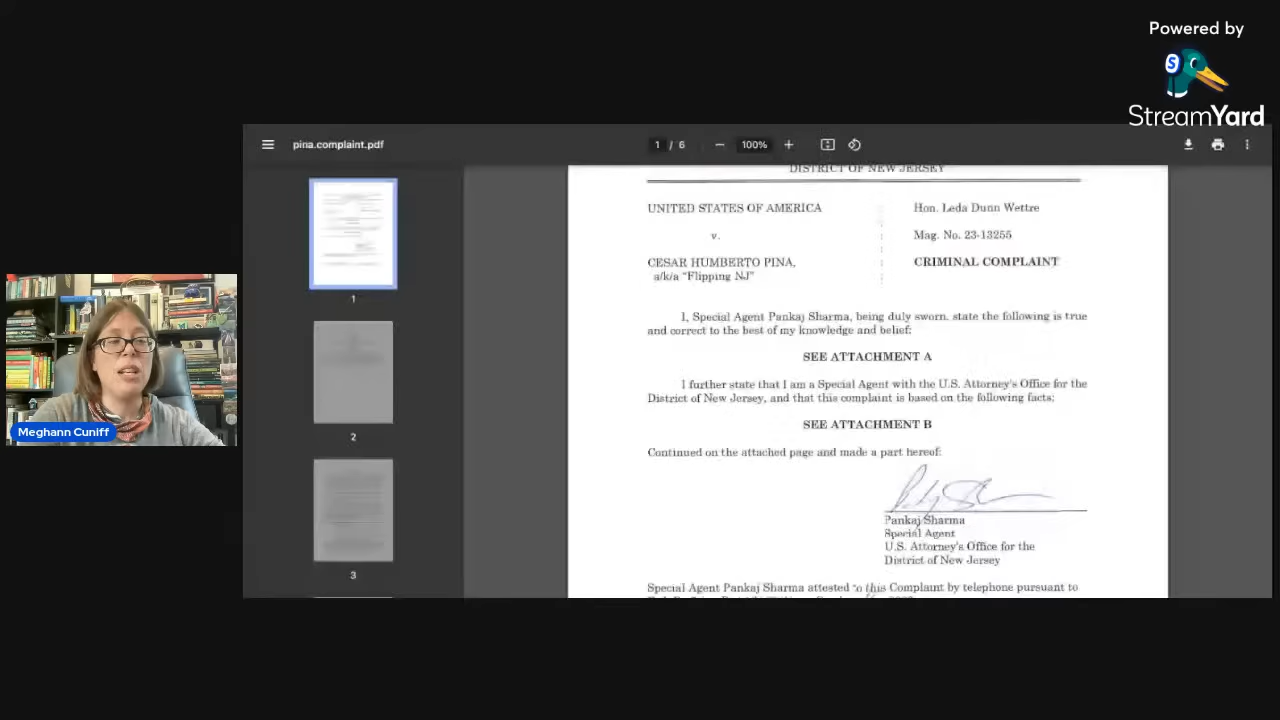 Powered by
StreamYard
pina.complaint.pdf
1 / 6
100%
DISTRICT OF NEW JERSEY
UNITED STATES OF AMERICA
v.
CESAR HUMBERTO PINA,
a/k/a “Flipping NJ”
Hon. Leda Dunn Wettre
Mag. No. 23-13255
CRIMINAL COMPLAINT
I, Special Agent Pankaj Sharma, being duly sworn, state the following is true
and correct to the best of my knowledge and belief:
SEE ATTACHMENT A
I further state that I am a Special Agent with the U.S. Attorney's Office for the
District of New Jersey, and that this complaint is based on the following facts:
SEE ATTACHMENT B
Continued on the attached page and made a part hereof:
Pankaj Sharma
Special Agent
U.S. Attorney's Office for the
District of New Jersey
Special Agent Pankaj Sharma attested to this Complaint by telephone pursuant to
1
2
3
Meghann Cuniff